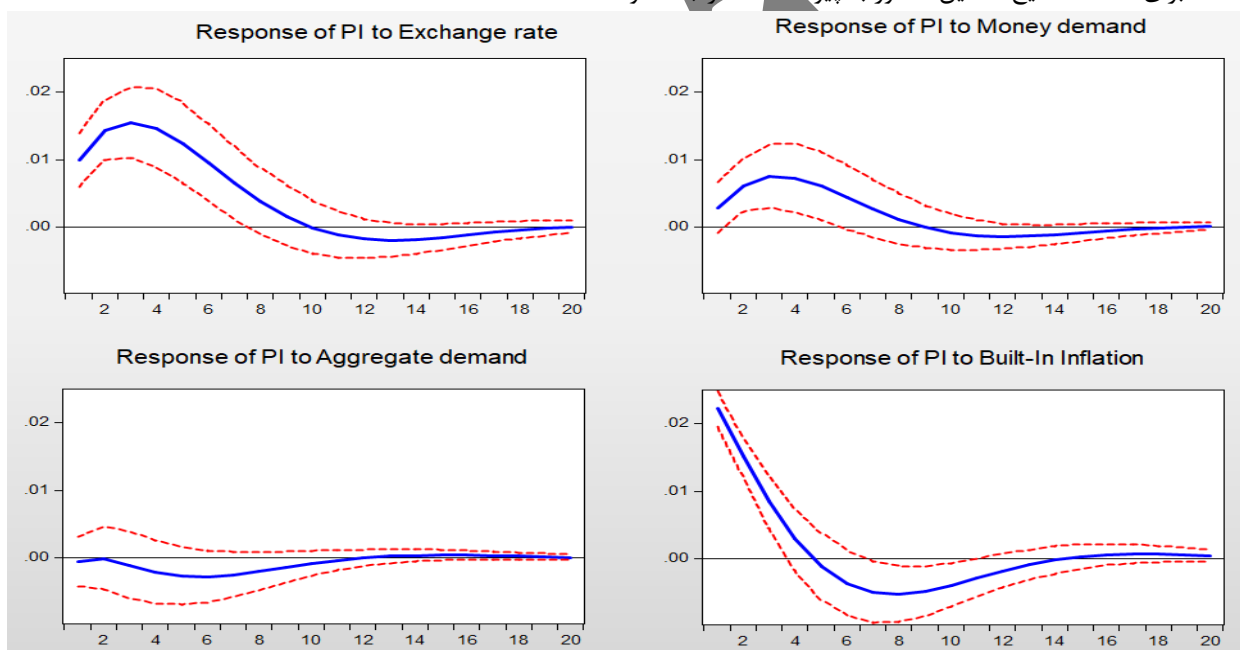 Response of PI to Exchange rate
Response of PI to Money demand
.02
.01
.00
2 4 6 8 10 12 14 16 18 20
.02
.01
.00
2 4 6 8 10 12 14 16 18 20
Response of PI to Aggregate demand
Response of PI to Built-In Inflation
.02
.01
.00
2 4 6 8 10 12 14 16 18 20
.02
.01
.00
2 4 6 8 10 12 14 16 18 20